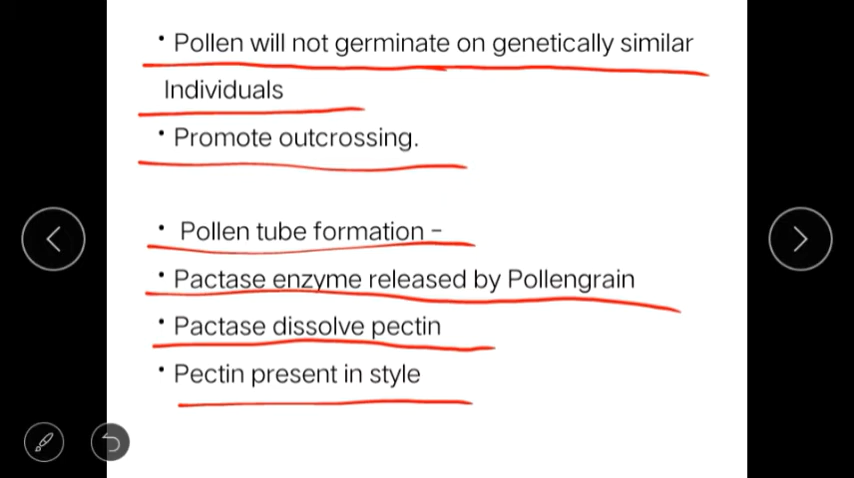 • Pollen will not germinate on genetically similar
Individuals
• Promote outcrossing.
• Pollen tube formation -
• Pactase enzyme released by Pollengrain
• Pactase dissolve pectin
• Pectin present in style